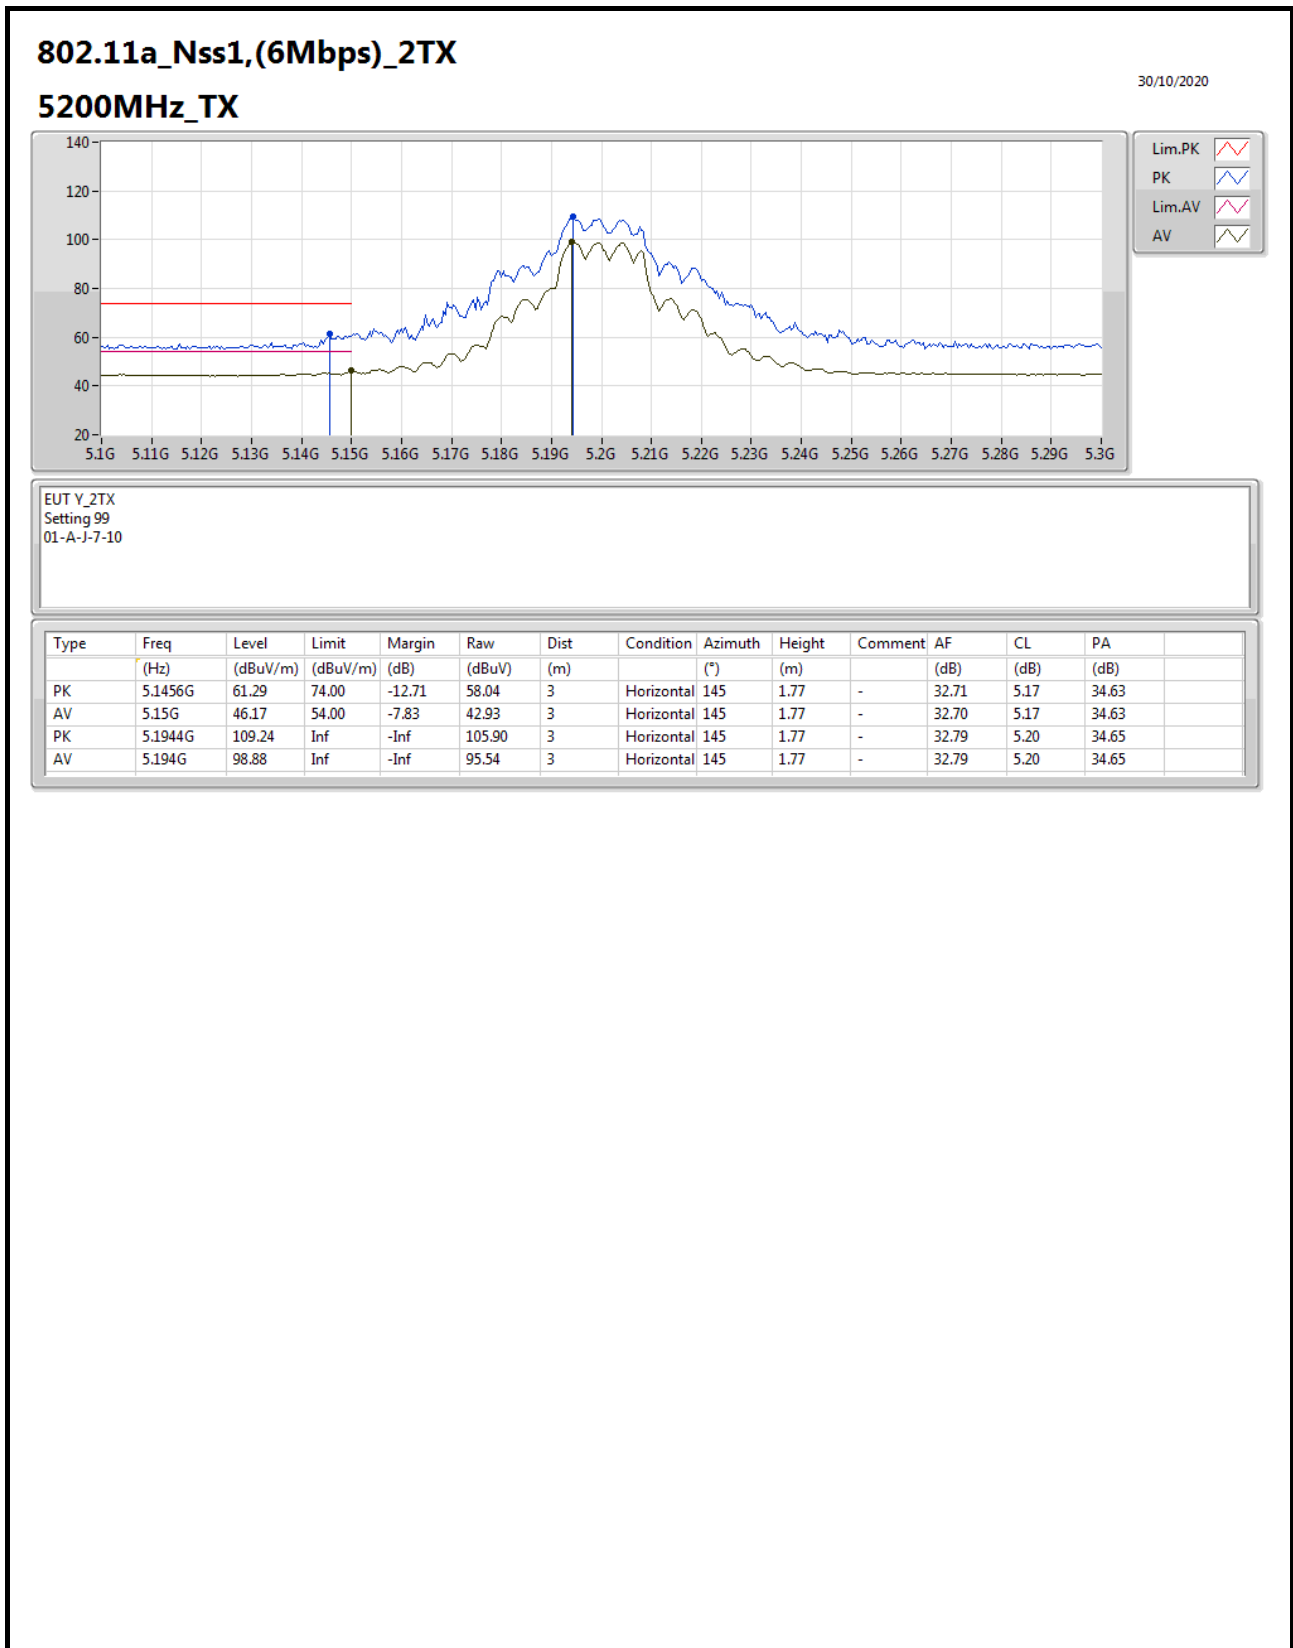 802.11a_Nss1,(6Mbps)_2TX
30/10/2020
5200MHz_TX
140
120
100
80
60
40
20
5.1G 5.11G 5.12G 5.13G 5.14G 5.15G 5.16G 5.17G 5.18G 5.19G 5.2G 5.21G 5.22G 5.23G 5.24G 5.25G 5.26G 5.27G 5.28G 5.29G 5.3G
Lim.PK
PK
Lim.AV
AV
EUT Y_2TX
Setting 99
01-A-J-7-10
Type Freq Level Limit Margin Raw Dist Condition Azimuth Height Comment AF CL PA
(Hz) (dBuV/m) (dBuV/m) (dB) (dBuV) (m) (°) (m) (dB) (dB) (dB)
PK 5.1456G 61.29 74.00 -12.71 58.04 3 Horizontal 145 1.77 - 32.71 5.17 34.63
AV 5.15G 46.17 54.00 -7.83 42.93 3 Horizontal 145 1.77 - 32.70 5.17 34.63
PK 5.1944G 109.24 Inf -Inf 105.90 3 Horizontal 145 1.77 - 32.79 5.20 34.65
AV 5.194G 98.88 Inf -Inf 95.54 3 Horizontal 145 1.77 - 32.79 5.20 34.65